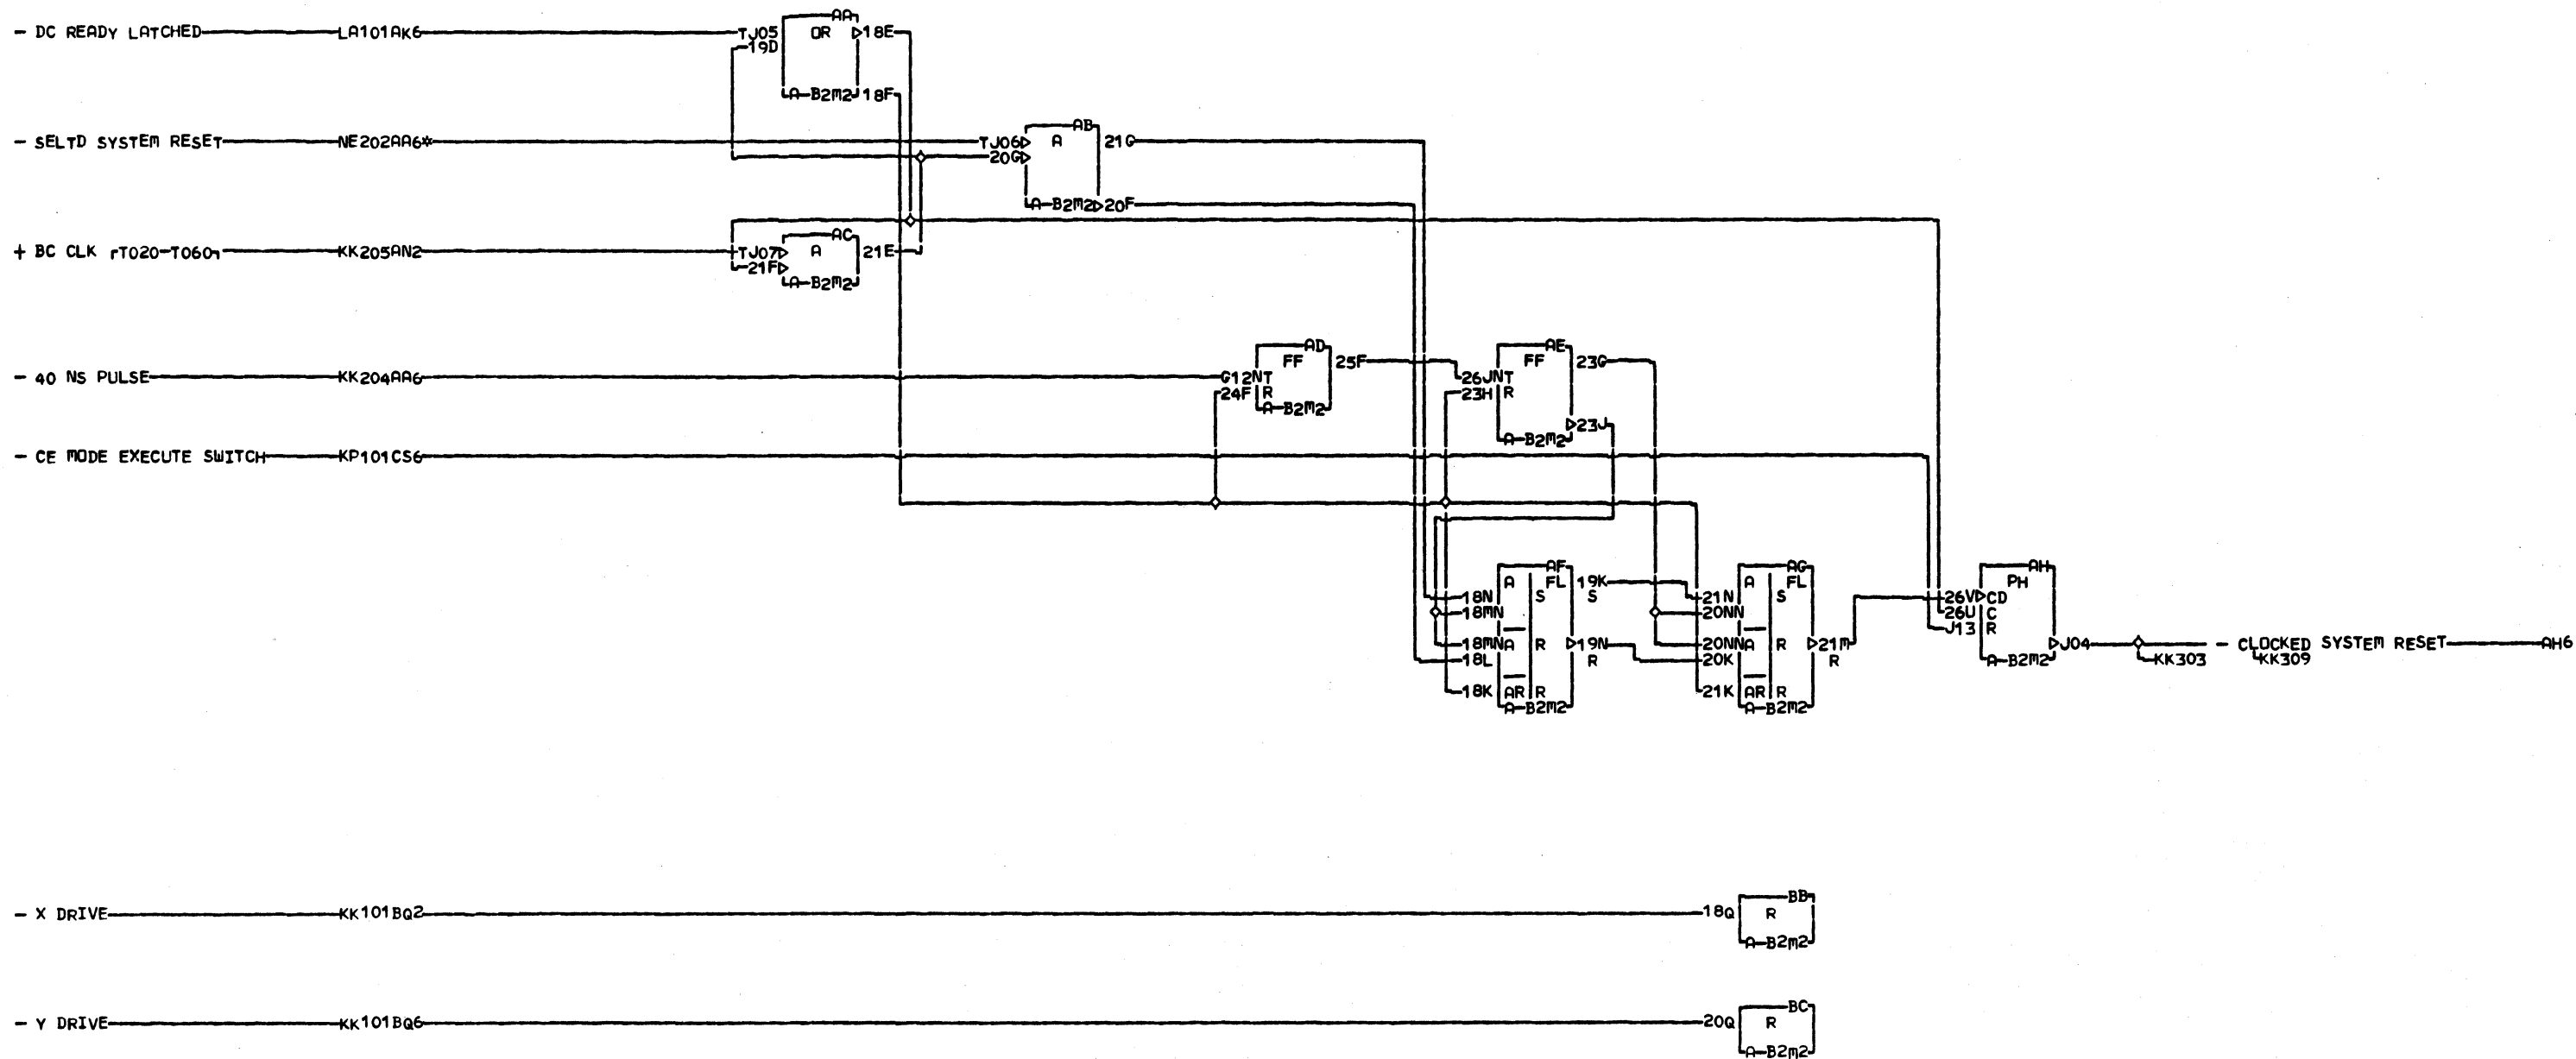 AA
- DC READY LATCHED LA101AK6 TJ05 OR 18E
19D
A-B2M2 18F
AB
- SELTD SYSTEM RESET NE202AA6* TJ06 A 21G
20G
A-B2M2 20F
AC
+ BC CLK T020-T060 KK205AN2 TJ07 A 21E
21F
A-B2M2
AD AE
FF 25F FF 23G
- 40 NS PULSE KK204AA6 G12NT 26JNT
24F R 23H R
A-B2M2 23J
A-B2M2
- CE MODE EXECUTE SWITCH KP101CS6
AF AG AH
A FL 19K A FL PH
18N S S 21N S 26V CD
18MN 20NN 26U C
J13 R
18MNA R 19N 20NNA R 21M J04 - CLOCKED SYSTEM RESET AH6
18L R 20K R A-B2M2 KK303 KK309
18K AR R 21K AR R
A-B2M2 A-B2M2
BB
- X DRIVE KK101BQ2 18Q R
A-B2M2
BC
- Y DRIVE KK101BQ6 20Q R
A-B2M2